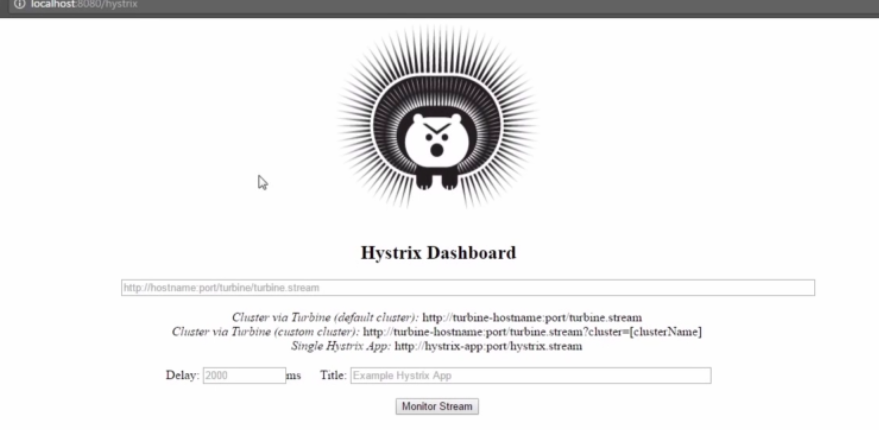 localhost:8080/hystrix
Hystrix Dashboard
http://hostname:port/turbine/turbine.stream
Cluster via Turbine (default cluster): http://turbine-hostname:port/turbine.stream
Cluster via Turbine (custom cluster): http://turbine-hostname:port/turbine.stream?cluster=[clusterName]
Single Hystrix App: http://hystrix-app:port/hystrix.stream
Delay: 2000 ms Title: Example Hystrix App
Monitor Stream